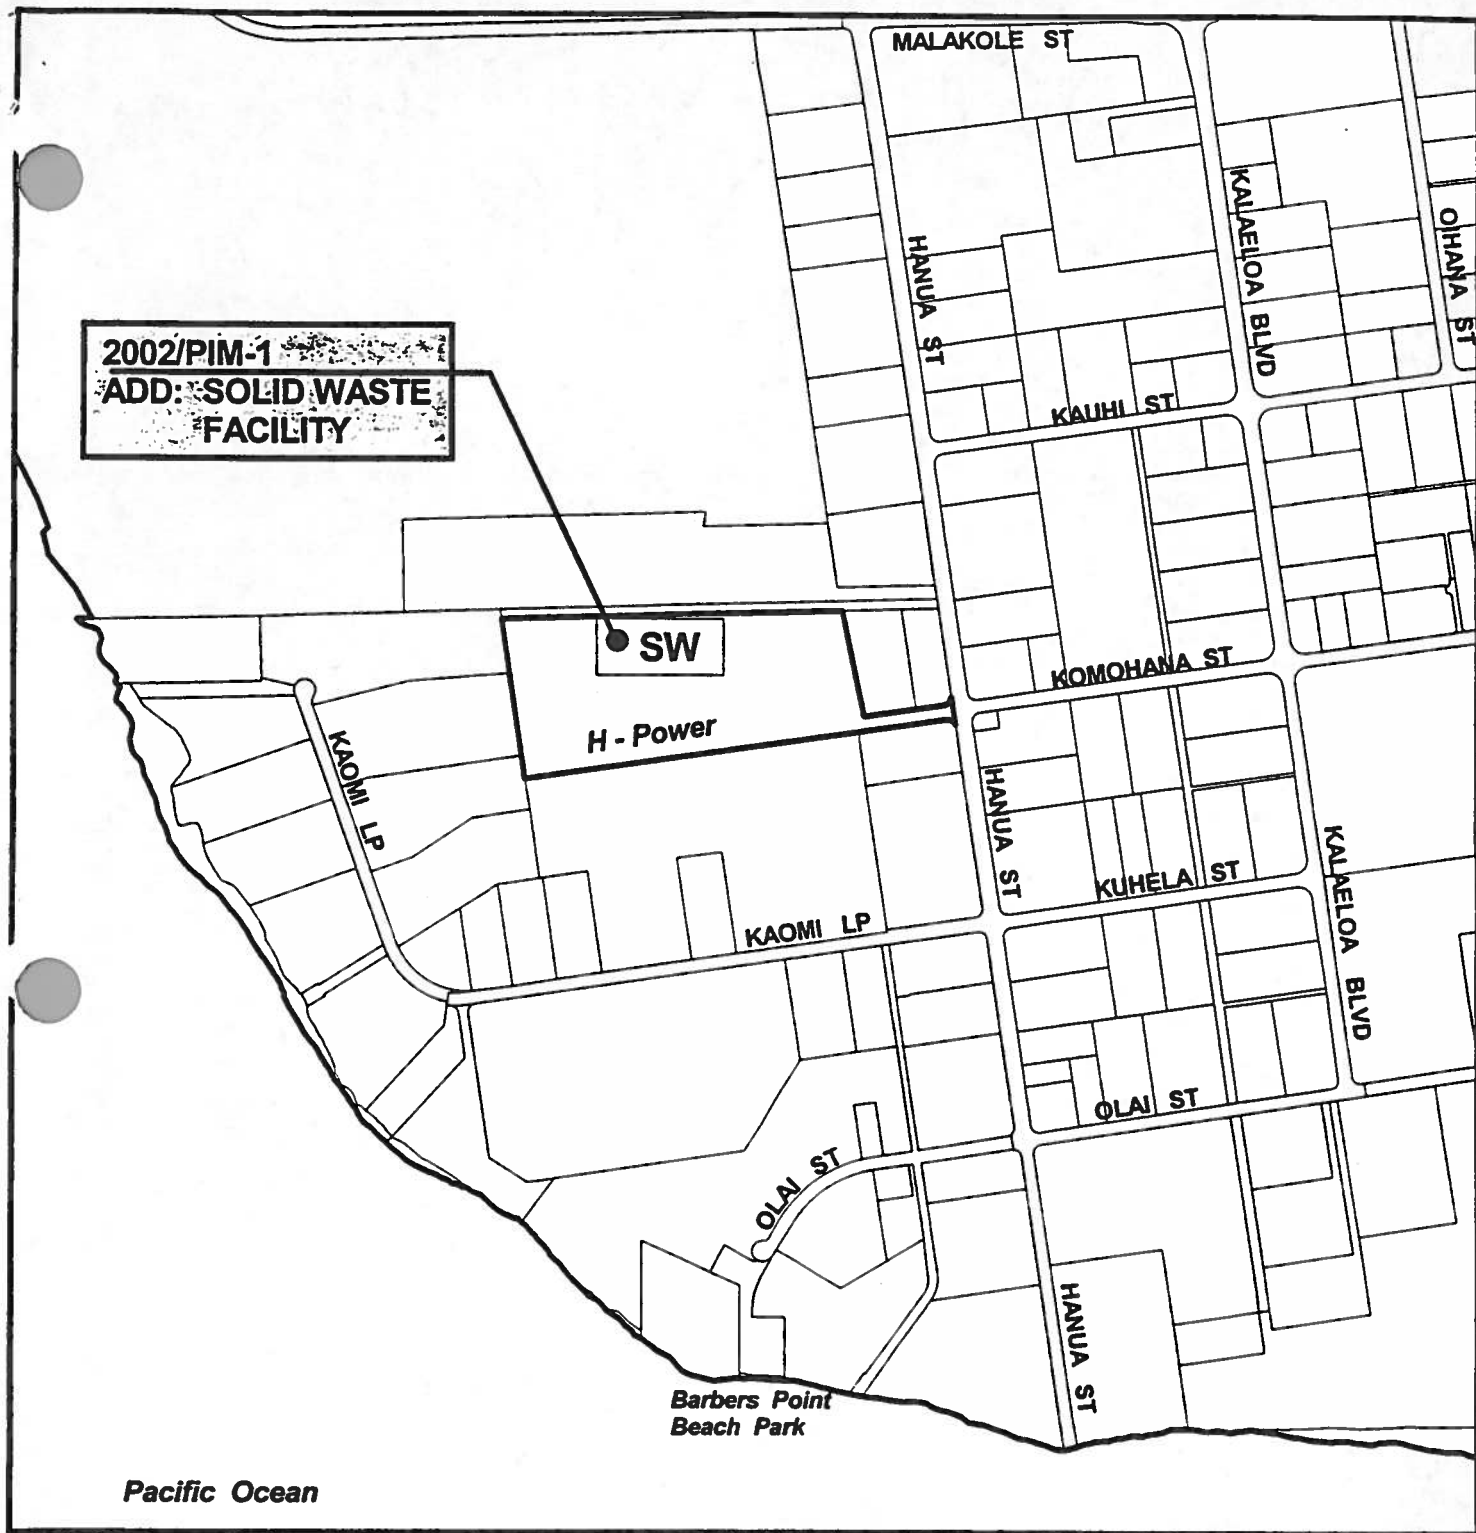 MALAKOLE ST
KALAELOA BLVD
OIHANA ST
HANUA ST
2002/PIM-1
ADD: SOLID WASTE
FACILITY
KAUHI ST
SW
KOMOHANA ST
H - Power
KAOMI LP
HANUA ST
KALAELOA BLVD
KUHELA ST
KAOMI LP
OLAI ST
OLAI ST
HANUA ST
Barbers Point
Beach Park
Pacific Ocean